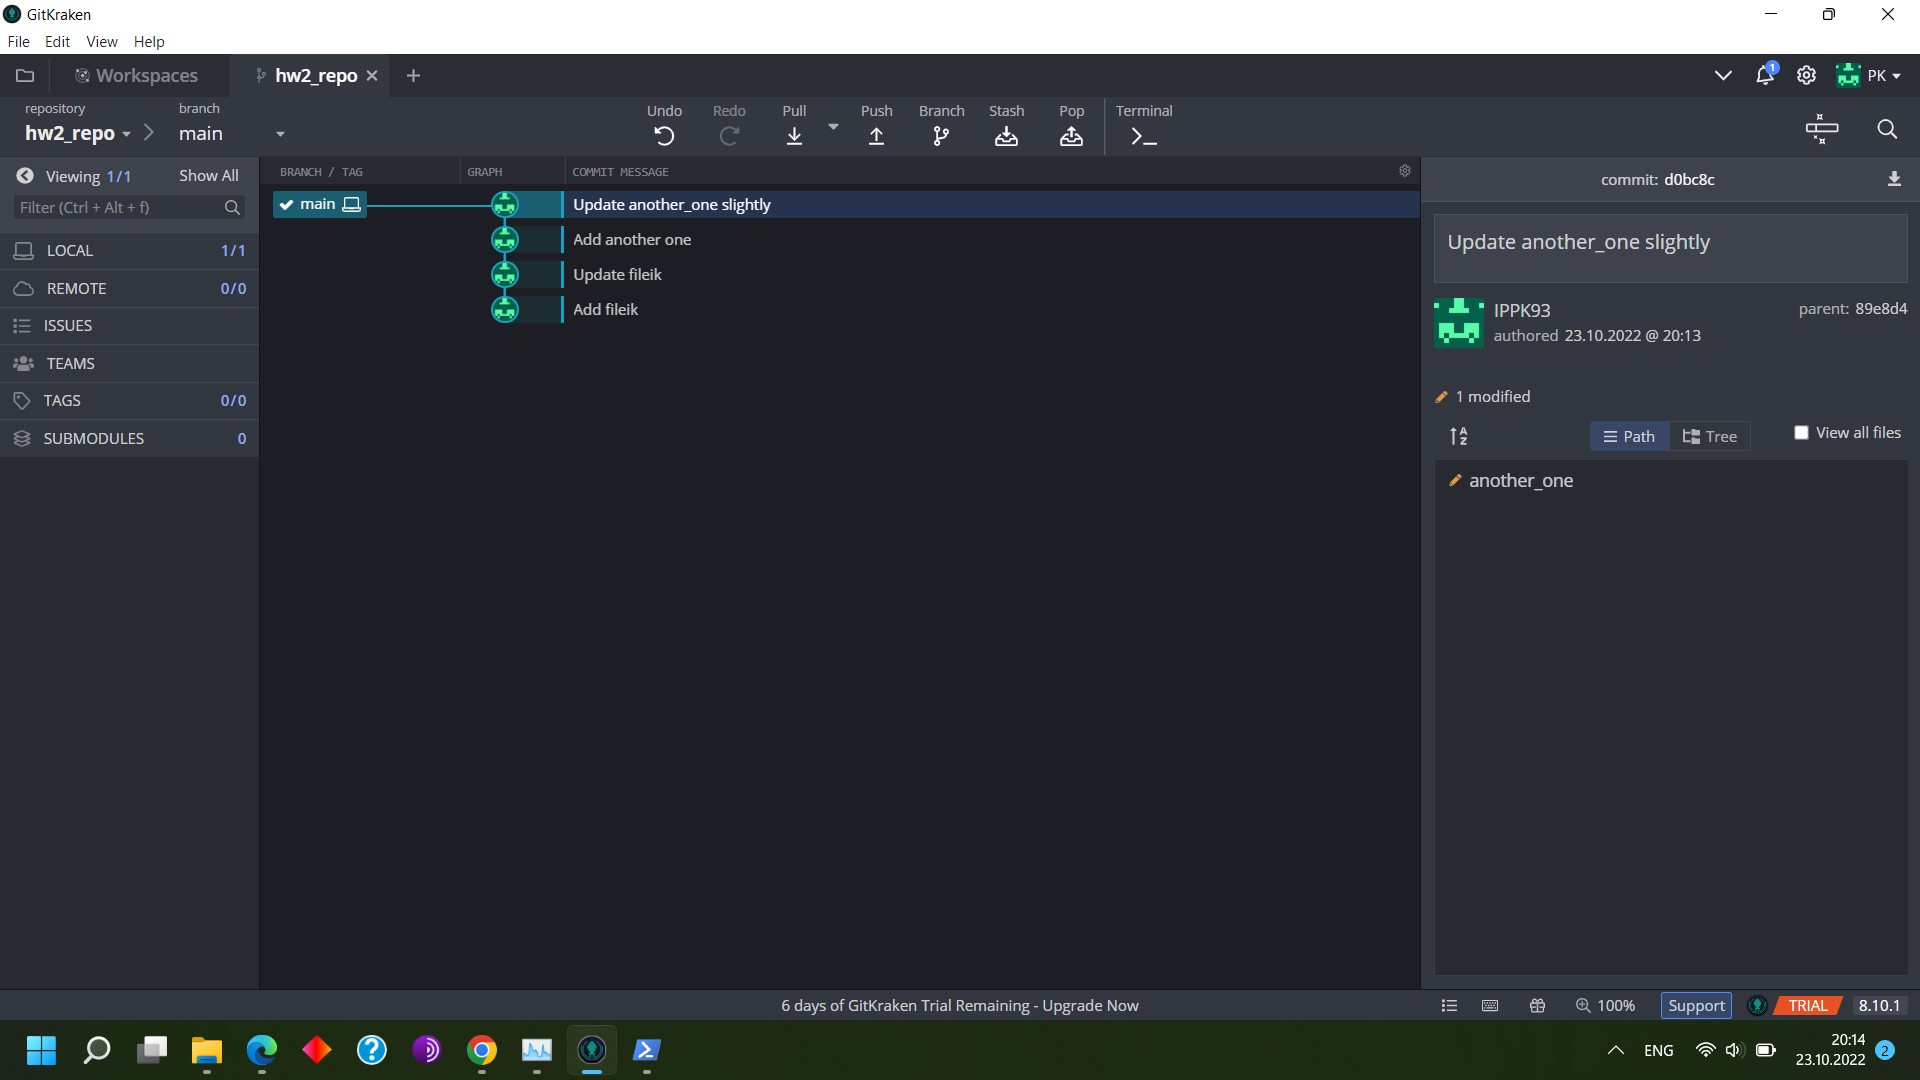 GitKraken
File Edit View Help
Workspaces hw2_repo 1 PK
repository branch
hw2_repo main
Undo Redo Pull Push Branch Stash Pop Terminal
Viewing 1/1 Show All
Filter (Ctrl + Alt + f)
LOCAL 1/1
REMOTE 0/0
ISSUES
TEAMS
TAGS 0/0
SUBMODULES 0
BRANCH / TAG GRAPH COMMIT MESSAGE
main Update another_one slightly
Add another one
Update fileik
Add fileik
commit: d0bc8c
Update another_one slightly
IPPK93 parent: 89e8d4
authored 23.10.2022 @ 20:13
1 modified
Path Tree View all files
another_one
6 days of GitKraken Trial Remaining - Upgrade Now
100% Support TRIAL 8.10.1
ENG 20:14
23.10.2022 2